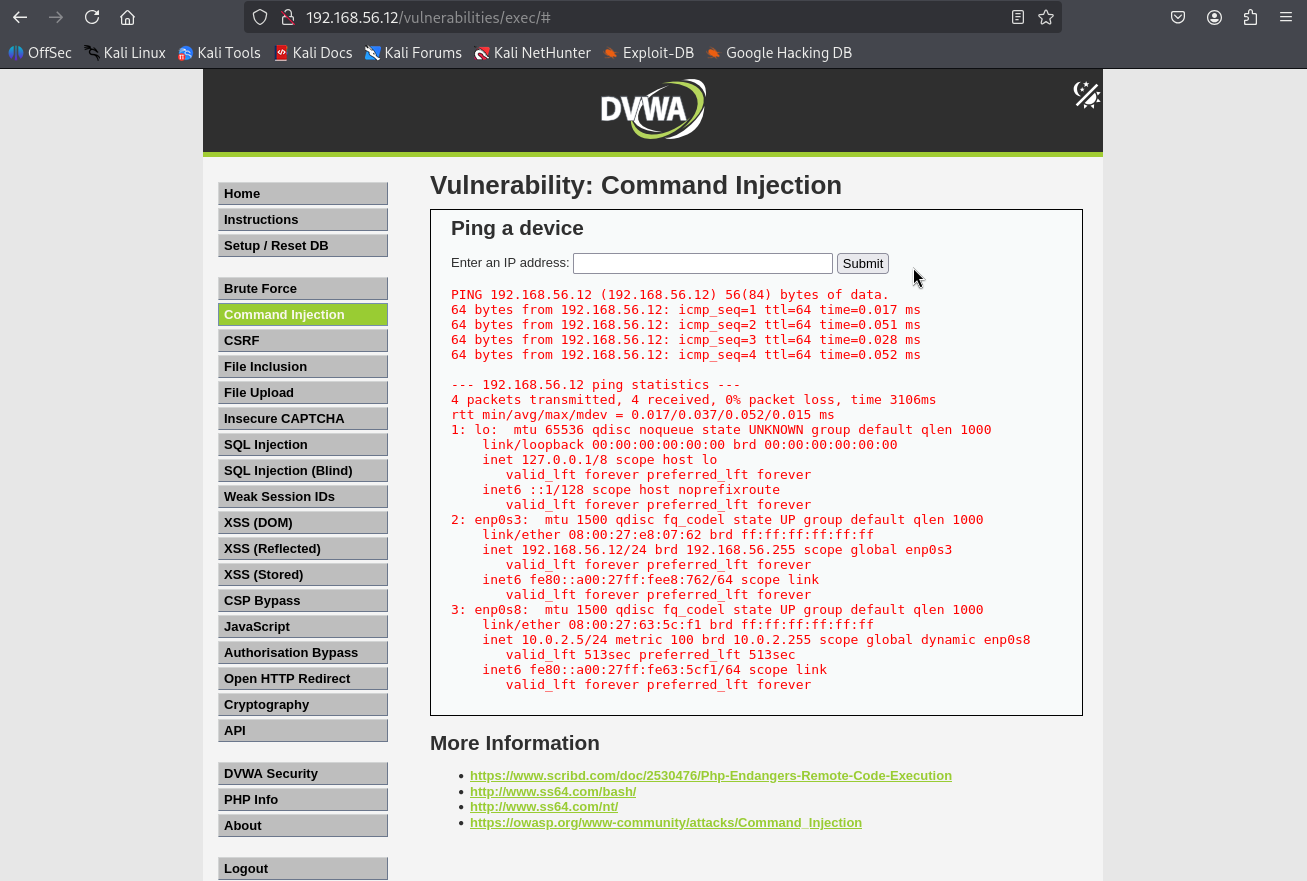 192.168.56.12/vulnerabilities/exec/#
OffSec Kali Linux Kali Tools Kali Docs Kali Forums Kali NetHunter Exploit-DB Google Hacking DB
DVWA
Home
Instructions
Setup / Reset DB
Brute Force
Command Injection
CSRF
File Inclusion
File Upload
Insecure CAPTCHA
SQL Injection
SQL Injection (Blind)
Weak Session IDs
XSS (DOM)
XSS (Reflected)
XSS (Stored)
CSP Bypass
JavaScript
Authorisation Bypass
Open HTTP Redirect
Cryptography
API
DVWA Security
PHP Info
About
Logout
Vulnerability: Command Injection
Ping a device
Enter an IP address: Submit
PING 192.168.56.12 (192.168.56.12) 56(84) bytes of data.
64 bytes from 192.168.56.12: icmp_seq=1 ttl=64 time=0.017 ms
64 bytes from 192.168.56.12: icmp_seq=2 ttl=64 time=0.051 ms
64 bytes from 192.168.56.12: icmp_seq=3 ttl=64 time=0.028 ms
64 bytes from 192.168.56.12: icmp_seq=4 ttl=64 time=0.052 ms
--- 192.168.56.12 ping statistics ---
4 packets transmitted, 4 received, 0% packet loss, time 3106ms
rtt min/avg/max/mdev = 0.017/0.037/0.052/0.015 ms
1: lo:  mtu 65536 qdisc noqueue state UNKNOWN group default qlen 1000
    link/loopback 00:00:00:00:00:00 brd 00:00:00:00:00:00
    inet 127.0.0.1/8 scope host lo
       valid_lft forever preferred_lft forever
    inet6 ::1/128 scope host noprefixroute
       valid_lft forever preferred_lft forever
2: enp0s3:  mtu 1500 qdisc fq_codel state UP group default qlen 1000
    link/ether 08:00:27:e8:07:62 brd ff:ff:ff:ff:ff:ff
    inet 192.168.56.12/24 brd 192.168.56.255 scope global enp0s3
       valid_lft forever preferred_lft forever
    inet6 fe80::a00:27ff:fee8:762/64 scope link
       valid_lft forever preferred_lft forever
3: enp0s8:  mtu 1500 qdisc fq_codel state UP group default qlen 1000
    link/ether 08:00:27:63:5c:f1 brd ff:ff:ff:ff:ff:ff
    inet 10.0.2.5/24 metric 100 brd 10.0.2.255 scope global dynamic enp0s8
       valid_lft 513sec preferred_lft 513sec
    inet6 fe80::a00:27ff:fe63:5cf1/64 scope link
       valid_lft forever preferred_lft forever
More Information
• https://www.scribd.com/doc/2530476/Php-Endangers-Remote-Code-Execution
• http://www.ss64.com/bash/
• http://www.ss64.com/nt/
• https://owasp.org/www-community/attacks/Command_Injection